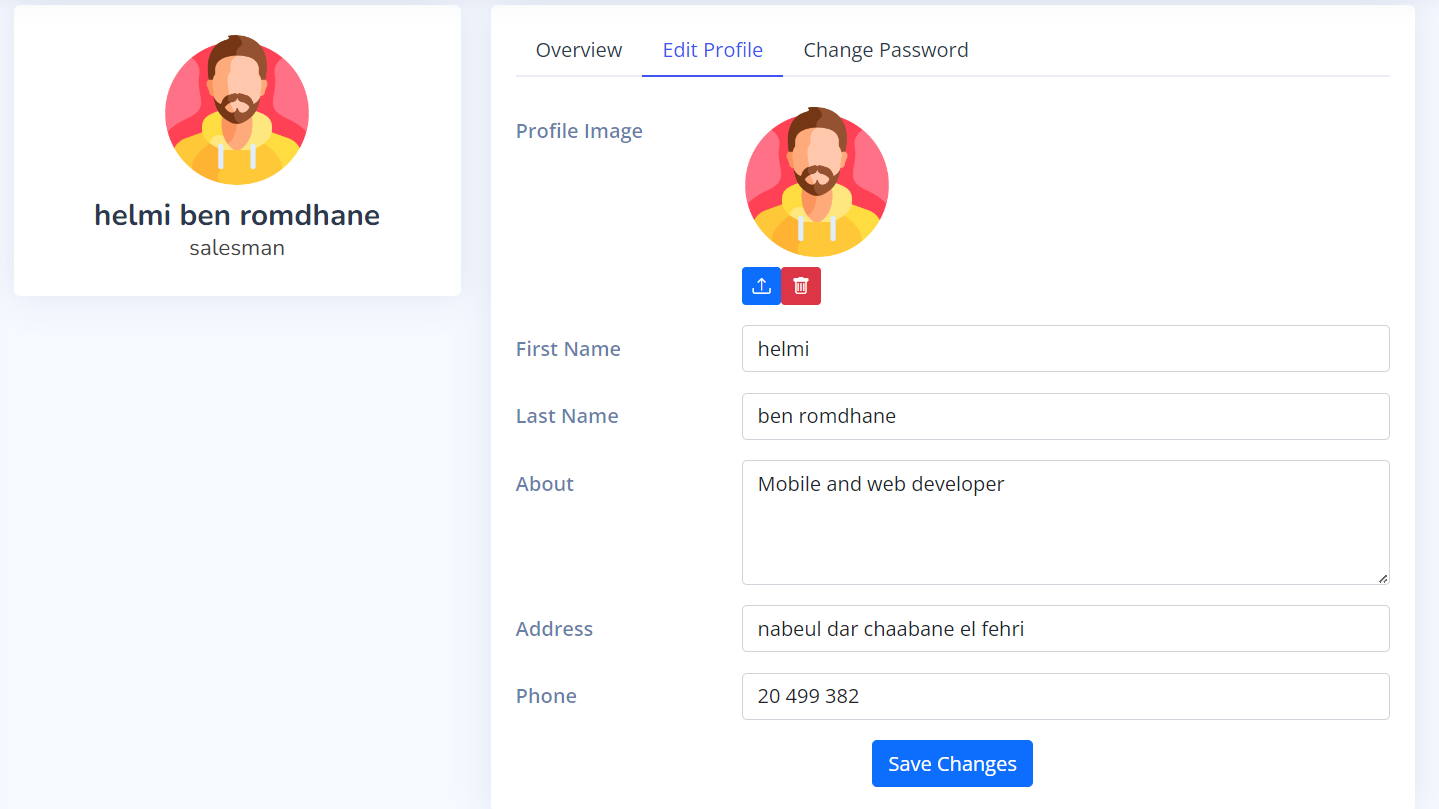 helmi ben romdhane
salesman
Overview Edit Profile Change Password
Profile Image
First Name helmi
Last Name ben romdhane
About Mobile and web developer
Address nabeul dar chaabane el fehri
Phone 20 499 382
Save Changes